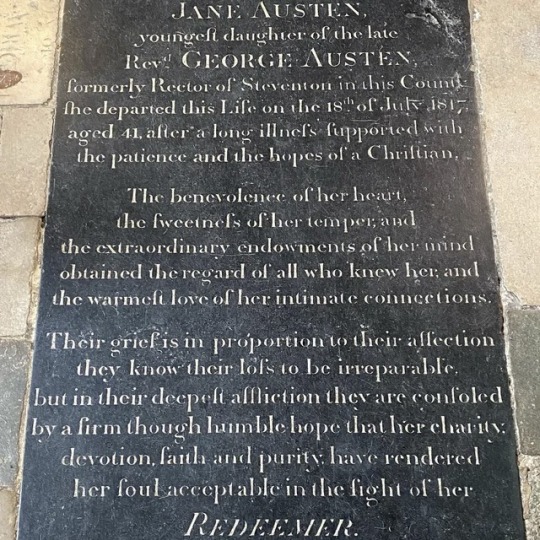 JANE AUSTEN,
youngeſt daughter of the late
Revd. GEORGE AUSTEN,
formerly Rector of Steventon in this County
ſhe departed this Life on the 18th of July, 1817,
aged 41, after a long illneſs ſupported with
the patience and the hopes of a Chriſtian.
The benevolence of her heart,
the ſweetneſs of her temper, and
the extraordinary endowments of her mind
obtained the regard of all who knew her, and
the warmeſt love of her intimate connections.
Their grief is in proportion to their affection
they know their loſs to be irreparable,
but in their deepeſt affliction they are conſoled
by a firm though humble hope that her charity,
devotion, faith and purity, have rendered
her ſoul acceptable in the ſight of her
REDEEMER.